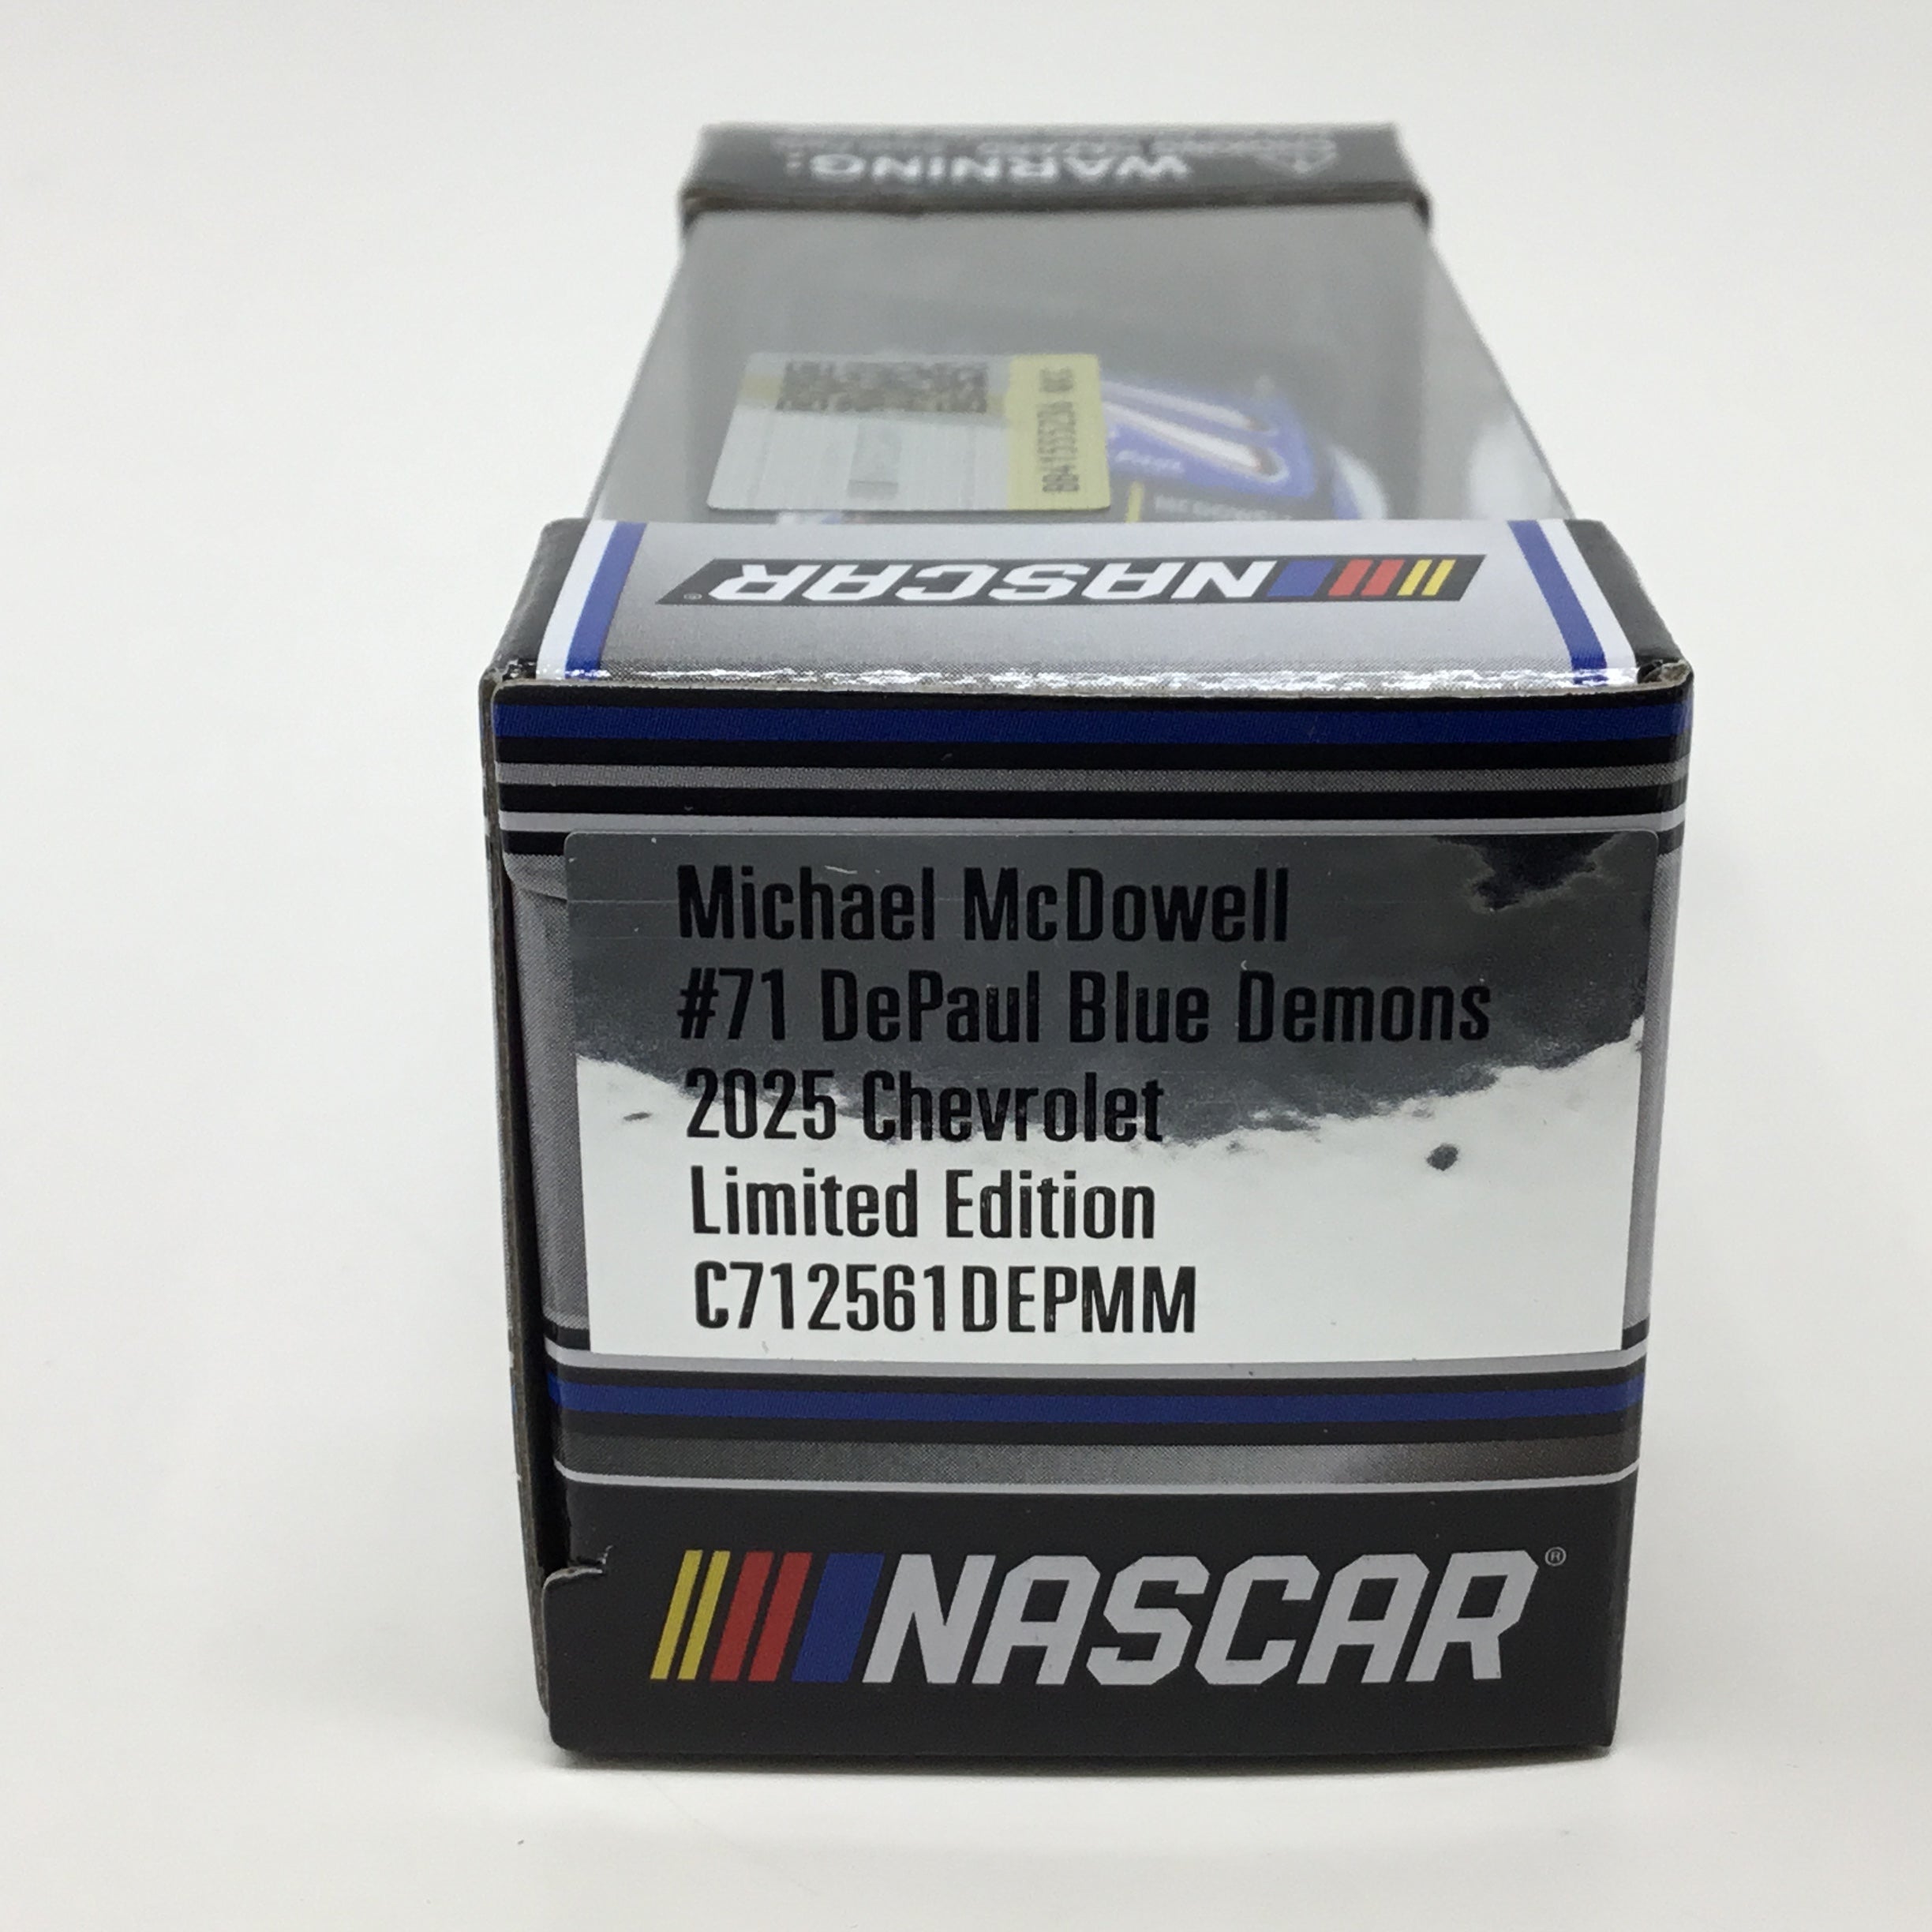 WARNING:
NASCAR®
Michael McDowell
#71 DePaul Blue Demons
2025 Chevrolet
Limited Edition
C712561DEPMM
NASCAR®